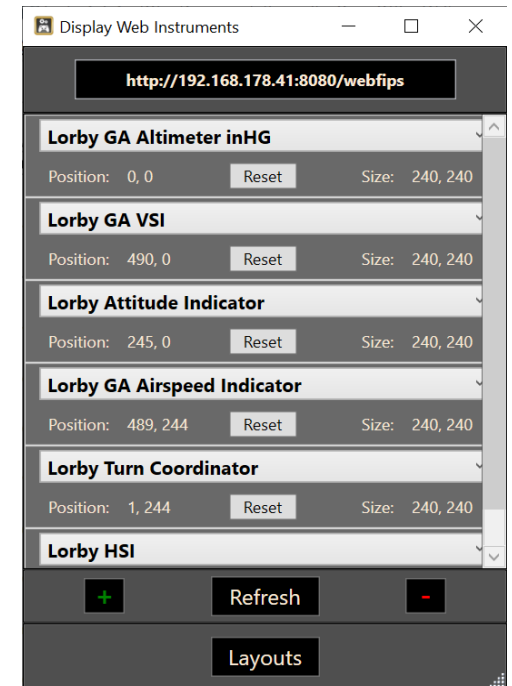 Display Web Instruments
http://192.168.178.41:8080/webfips
Lorby GA Altimeter inHG
Position: 0, 0 Reset Size: 240, 240
Lorby GA VSI
Position: 490, 0 Reset Size: 240, 240
Lorby Attitude Indicator
Position: 245, 0 Reset Size: 240, 240
Lorby GA Airspeed Indicator
Position: 489, 244 Reset Size: 240, 240
Lorby Turn Coordinator
Position: 1, 244 Reset Size: 240, 240
Lorby HSI
+ Refresh -
Layouts